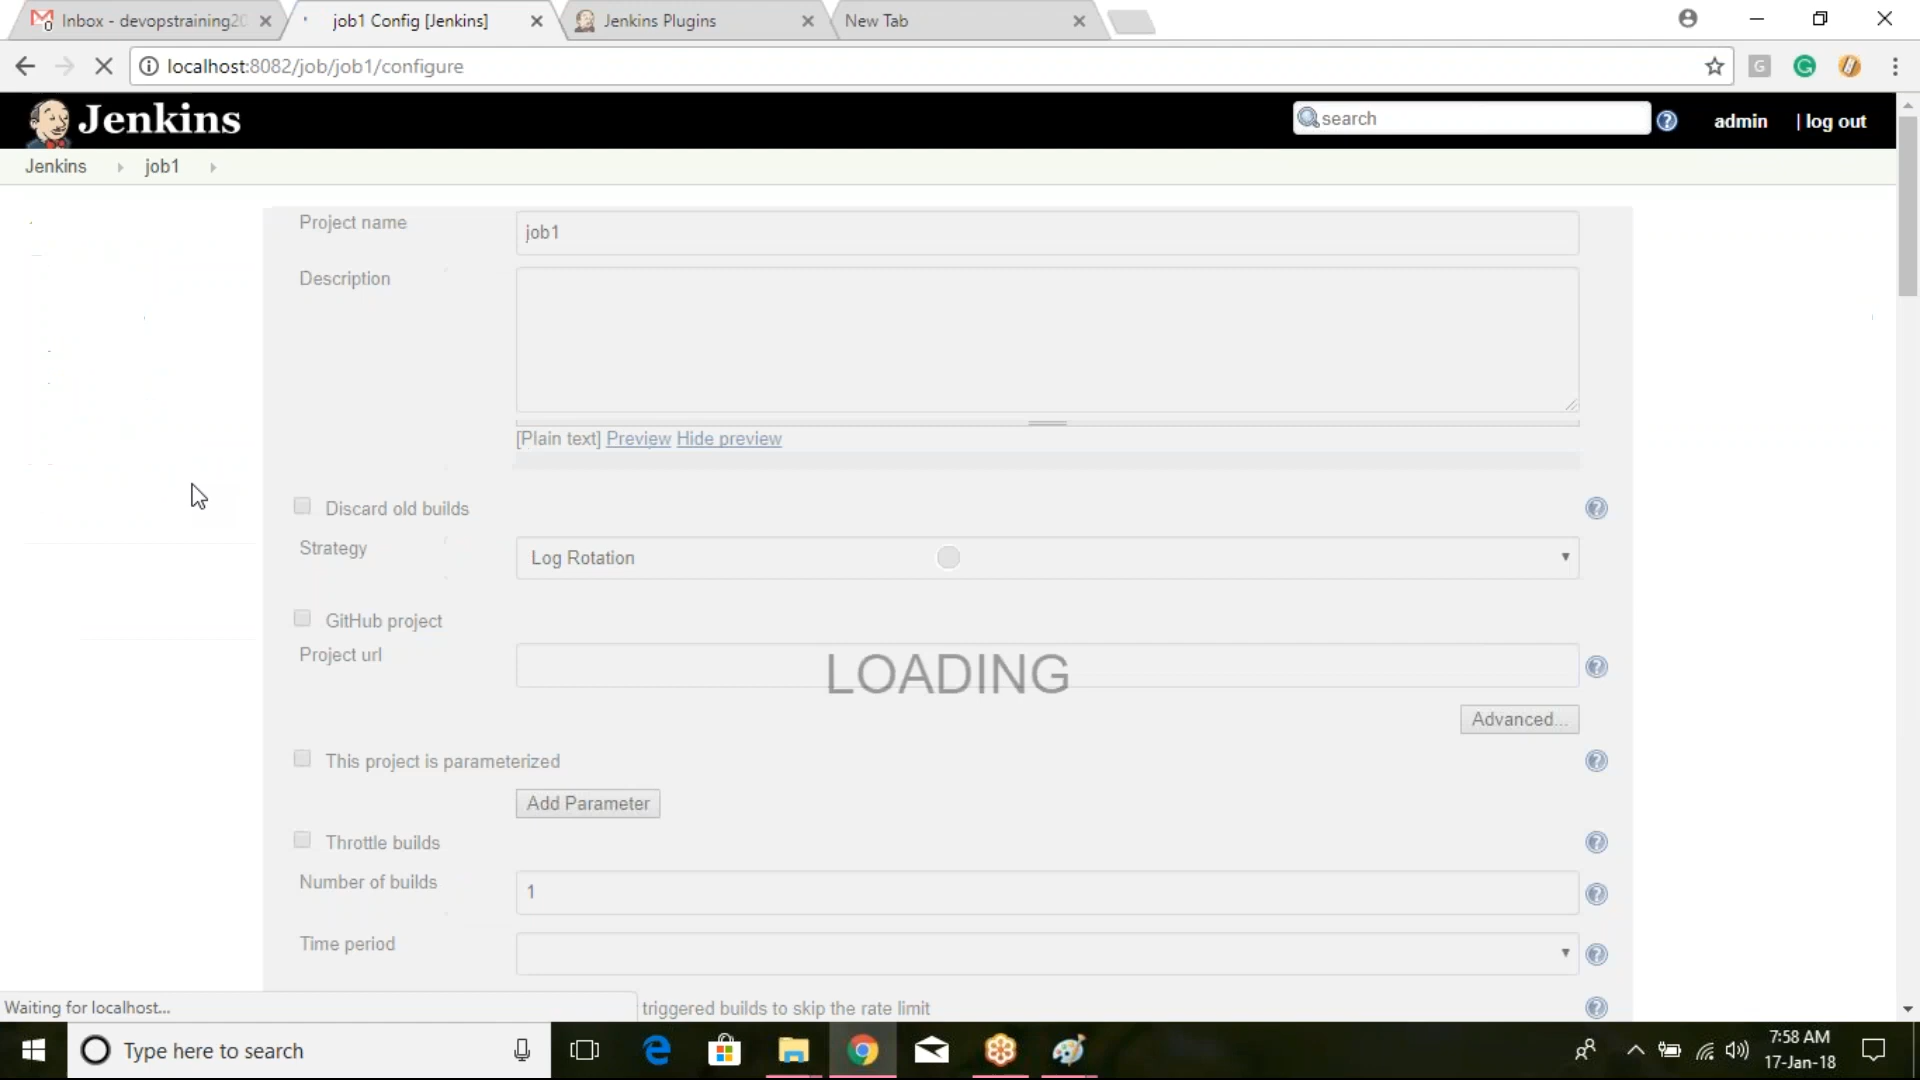 Inbox - devopstraining20
job1 Config [Jenkins]
Jenkins Plugins
New Tab
localhost:8082/job/job1/configure
G
G
Jenkins
search
?
admin
| log out
Jenkins
job1
Project name
job1
Description
[Plain text] Preview Hide preview
Discard old builds
?
Strategy
Log Rotation
GitHub project
Project url
LOADING
?
Advanced...
This project is parameterized
?
Add Parameter
Throttle builds
?
Number of builds
1
?
Time period
?
Waiting for localhost...
triggered builds to skip the rate limit
?
Type here to search
7:58 AM
17-Jan-18